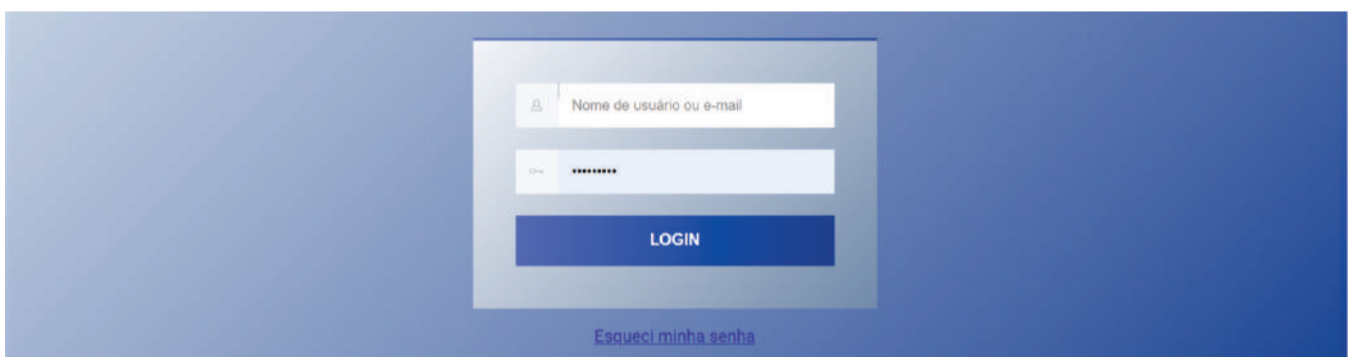 Nome de usuário ou e-mail
•••••••••
LOGIN
Esqueci minha senha